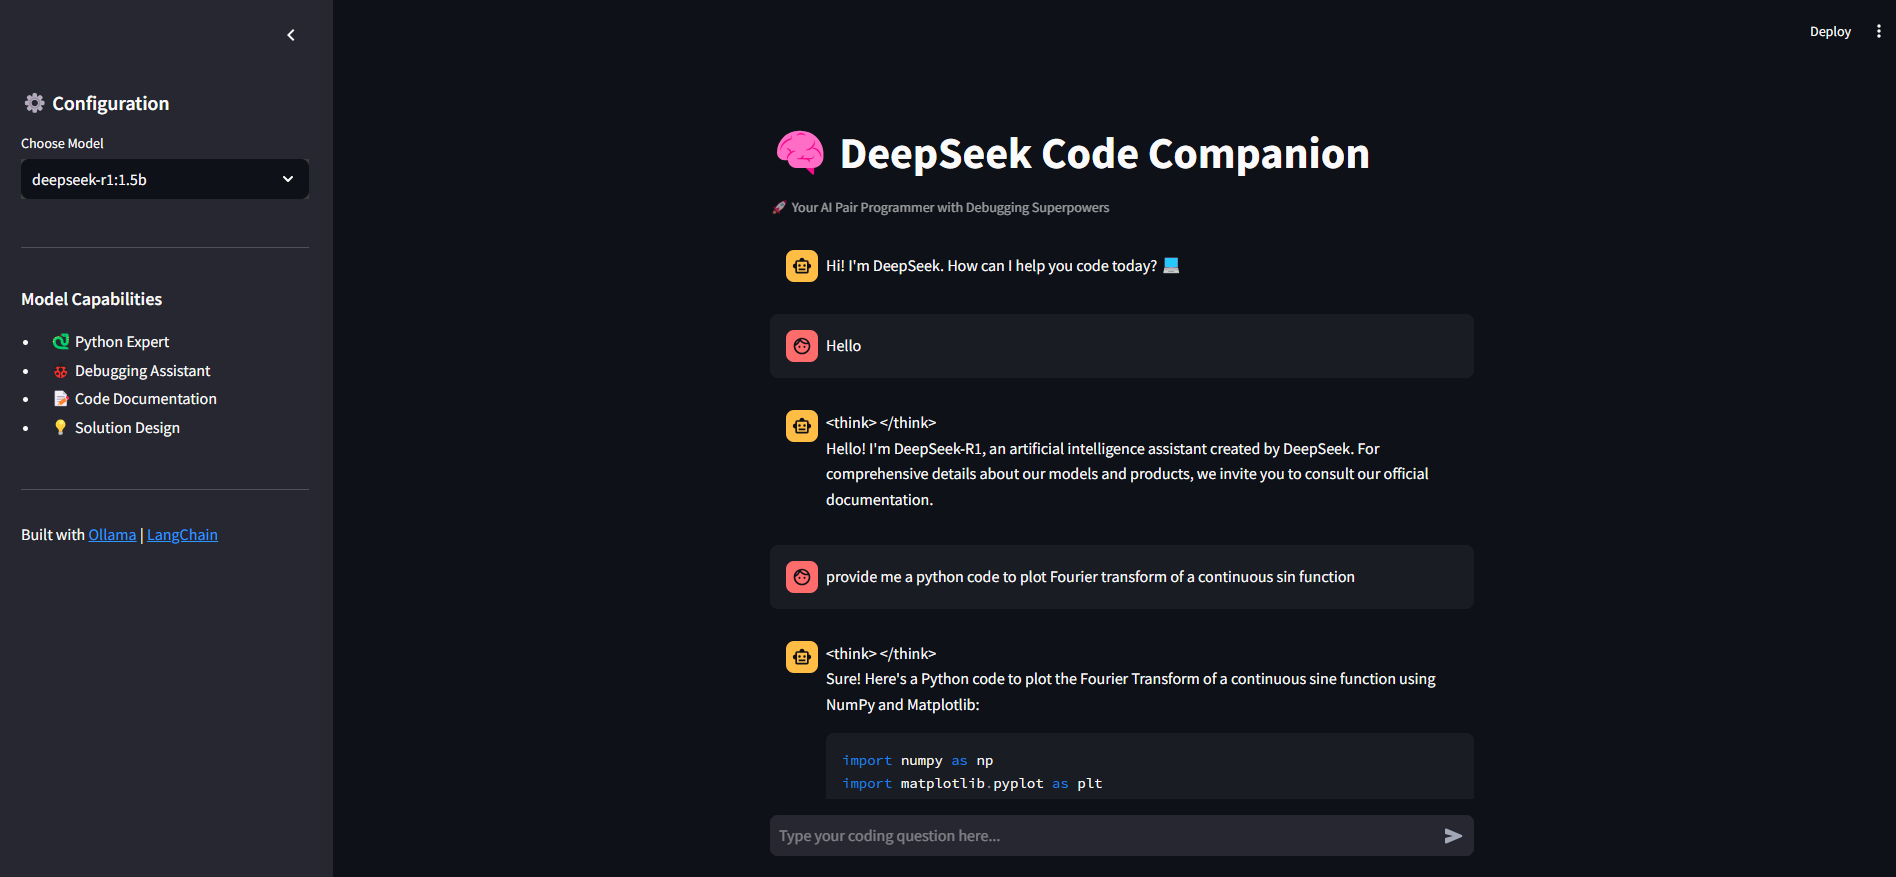 Deploy
Configuration
Choose Model
deepseek-r1:1.5b
Model Capabilities
Python Expert
Debugging Assistant
Code Documentation
Solution Design
Built with Ollama | LangChain
DeepSeek Code Companion
Your AI Pair Programmer with Debugging Superpowers
Hi! I'm DeepSeek. How can I help you code today?
Hello
<think> </think>
Hello! I'm DeepSeek-R1, an artificial intelligence assistant created by DeepSeek. For
comprehensive details about our models and products, we invite you to consult our official
documentation.
provide me a python code to plot Fourier transform of a continuous sin function
<think> </think>
Sure! Here's a Python code to plot the Fourier Transform of a continuous sine function using
NumPy and Matplotlib:
import numpy as np
import matplotlib.pyplot as plt
Type your coding question here...